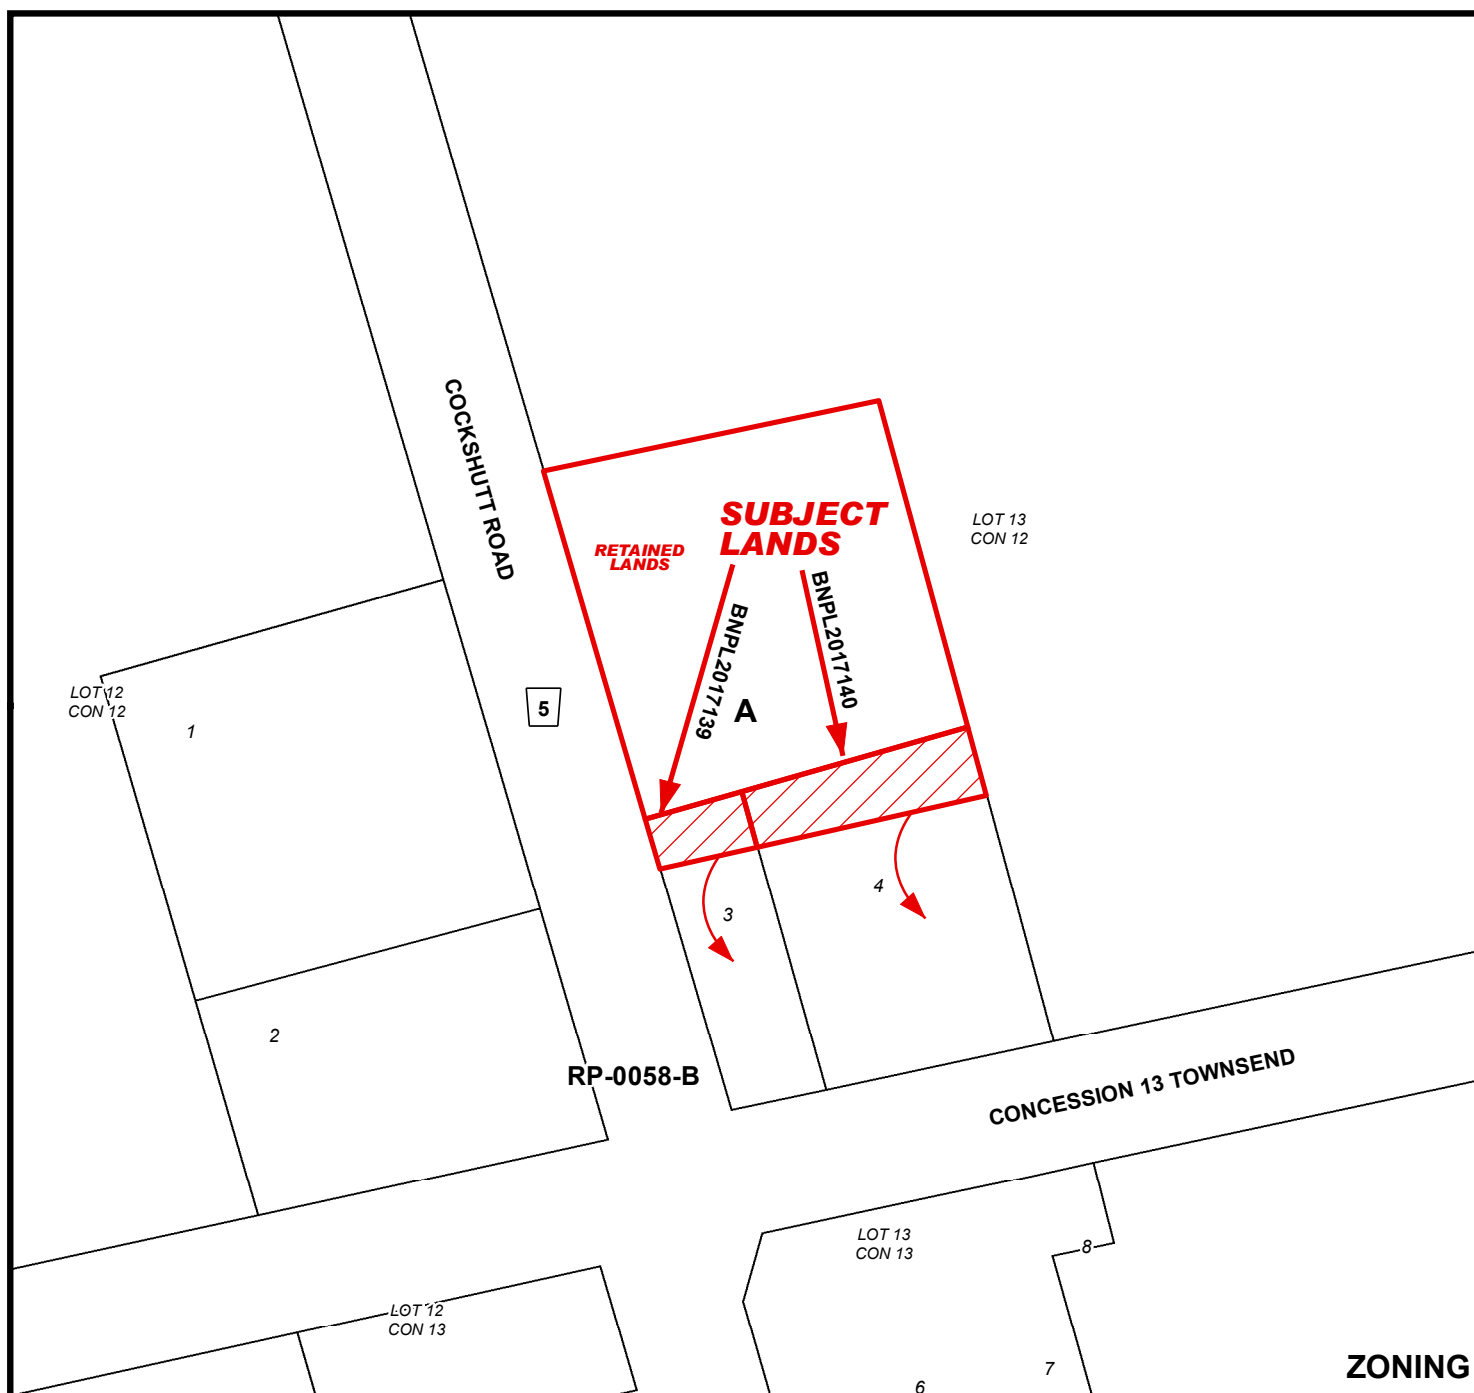 COCKSHUTT ROAD
SUBJECT
LANDS
RETAINED
LANDS
LOT 13
CON 12
BNPL2017139
BNPL2017140
A
LOT 12
CON 12
1
5
4
3
2
RP-0058-B
CONCESSION 13 TOWNSEND
LOT 13
CON 13
8
LOT 12
CON 13
7
6
ZONING